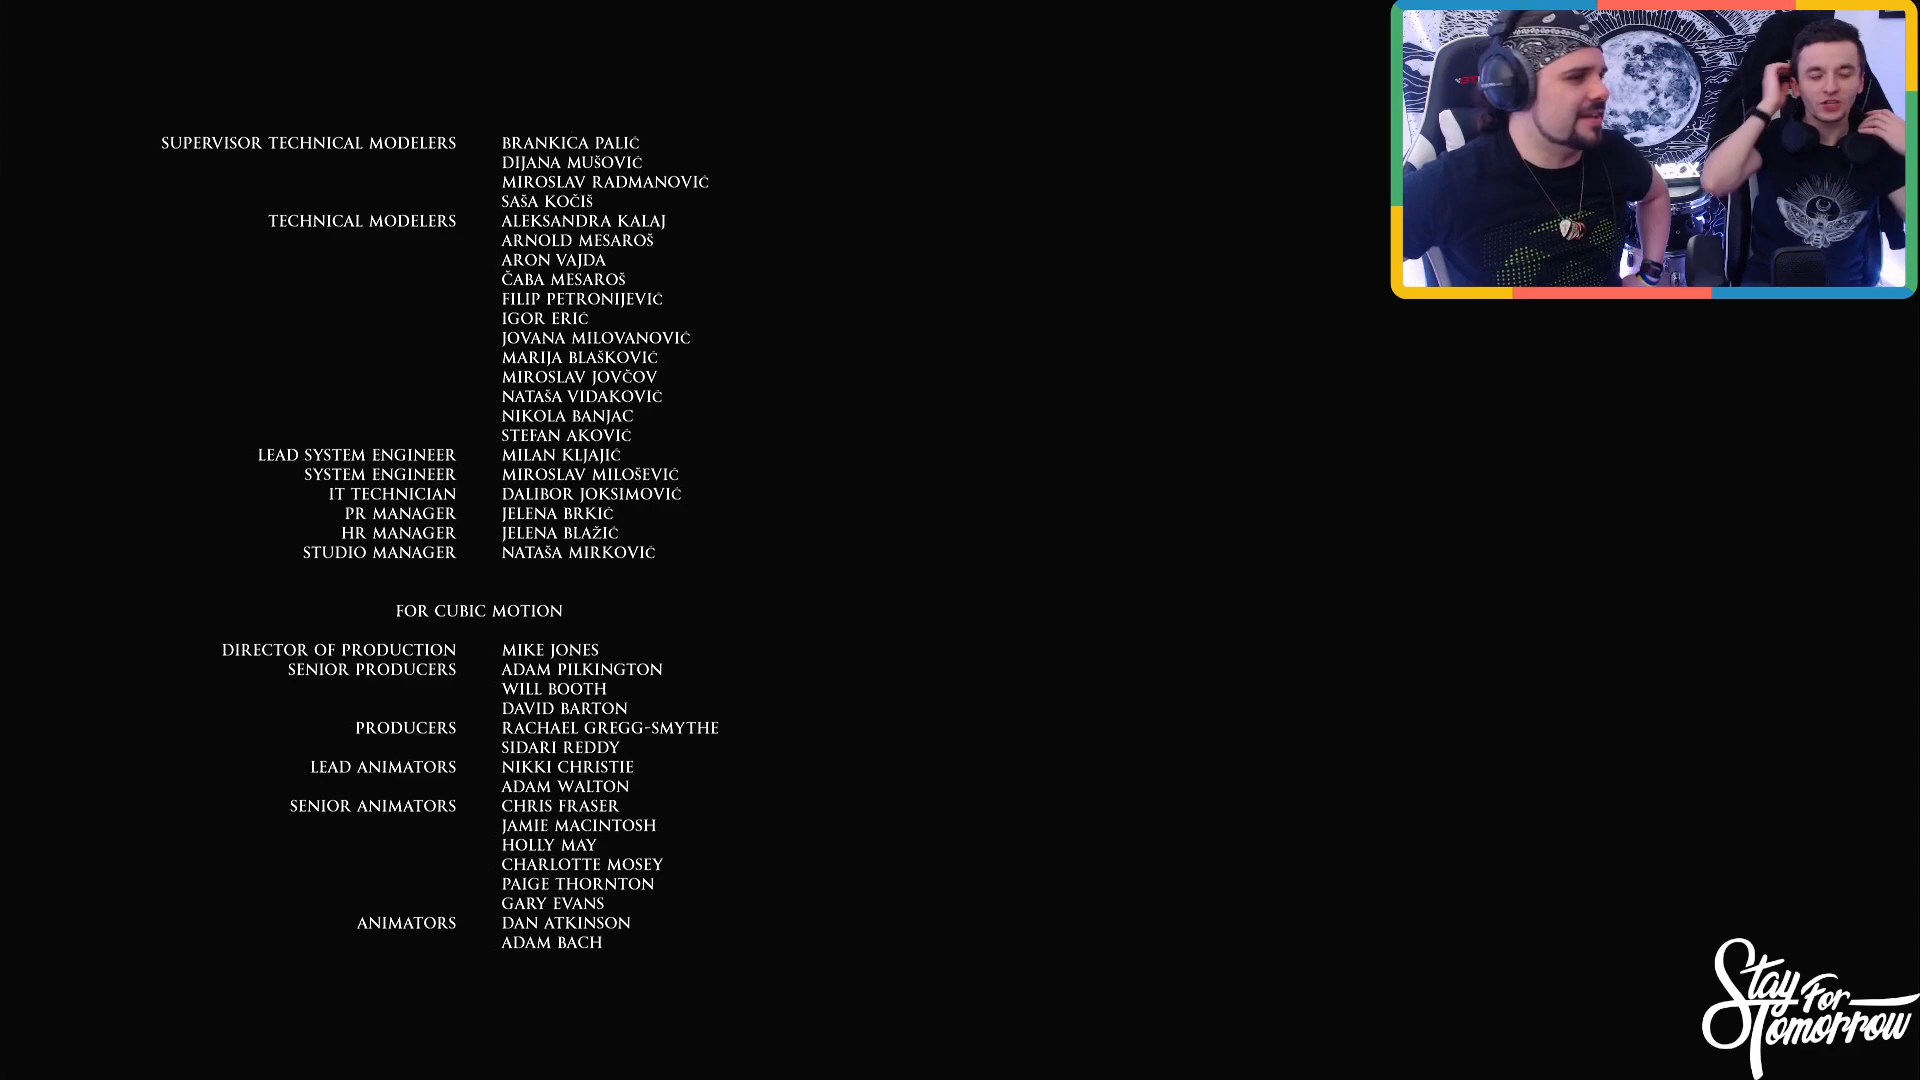 SUPERVISOR TECHNICAL MODELERS BRANKICA PALIĆ
DIJANA MUŠOVIĆ
MIROSLAV RADMANOVIĆ
SAŠA KOČIŠ
TECHNICAL MODELERS ALEKSANDRA KALAJ
ARNOLD MESAROŠ
ARON VAJDA
ČABA MESAROŠ
FILIP PETRONIJEVIĆ
IGOR ERIĆ
JOVANA MILOVANOVIĆ
MARIJA BLAŠKOVIĆ
MIROSLAV JOVČOV
NATAŠA VIDAKOVIĆ
NIKOLA BANJAC
STEFAN AKOVIĆ
LEAD SYSTEM ENGINEER MILAN KLJAJIĆ
SYSTEM ENGINEER MIROSLAV MILOŠEVIĆ
IT TECHNICIAN DALIBOR JOKSIMOVIĆ
PR MANAGER JELENA BRKIĆ
HR MANAGER JELENA BLAŽIĆ
STUDIO MANAGER NATAŠA MIRKOVIĆ
FOR CUBIC MOTION
DIRECTOR OF PRODUCTION MIKE JONES
SENIOR PRODUCERS ADAM PILKINGTON
WILL BOOTH
DAVID BARTON
PRODUCERS RACHAEL GREGG-SMYTHE
SIDARI REDDY
LEAD ANIMATORS NIKKI CHRISTIE
ADAM WALTON
SENIOR ANIMATORS CHRIS FRASER
JAMIE MACINTOSH
HOLLY MAY
CHARLOTTE MOSEY
PAIGE THORNTON
GARY EVANS
ANIMATORS DAN ATKINSON
ADAM BACH
Stay For
Tomorrow